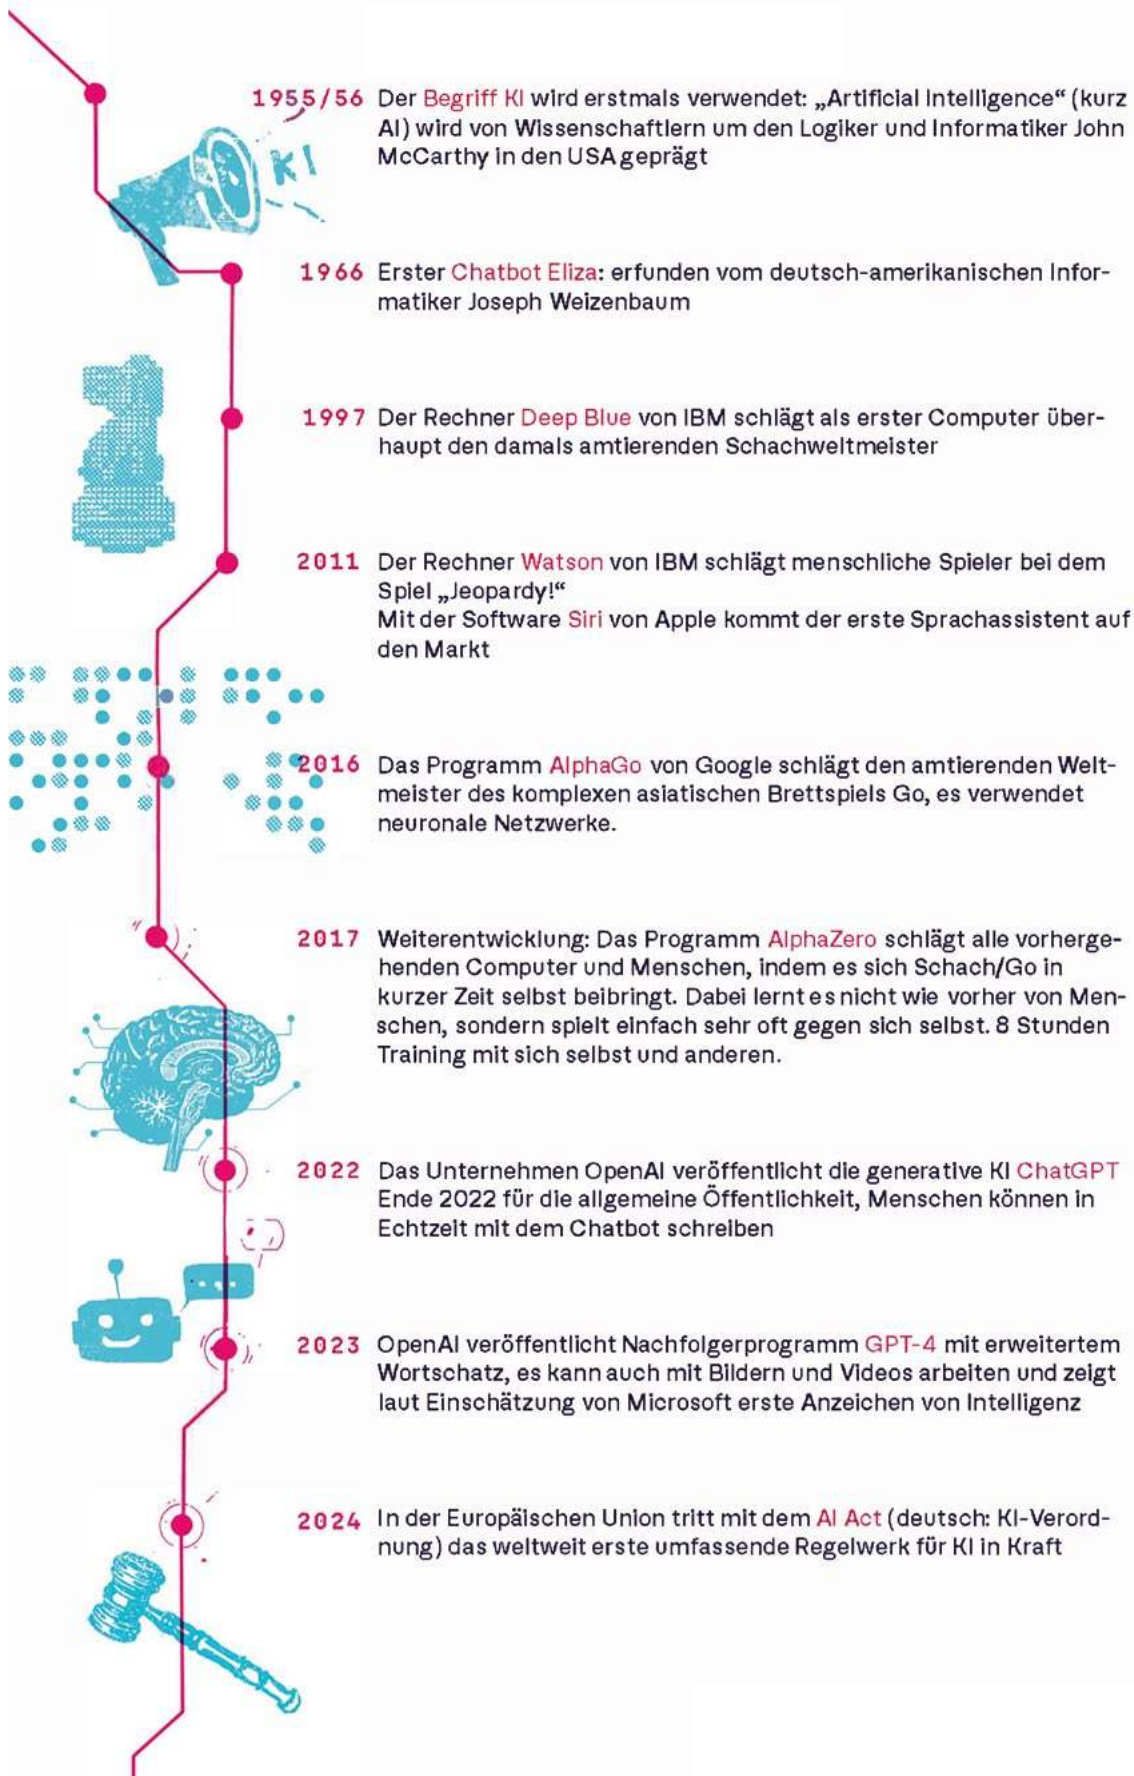 1955/56 Der Begriff KI wird erstmals verwendet: „Artificial Intelligence“ (kurz
AI) wird von Wissenschaftlern um den Logiker und Informatiker John
McCarthy in den USA geprägt
KI
1966 Erster Chatbot Eliza: erfunden vom deutsch-amerikanischen Infor-
matiker Joseph Weizenbaum
1997 Der Rechner Deep Blue von IBM schlägt als erster Computer über-
haupt den damals amtierenden Schachweltmeister
2011 Der Rechner Watson von IBM schlägt menschliche Spieler bei dem
Spiel „Jeopardy!“
Mit der Software Siri von Apple kommt der erste Sprachassistent auf
den Markt
2016 Das Programm AlphaGo von Google schlägt den amtierenden Welt-
meister des komplexen asiatischen Brettspiels Go, es verwendet
neuronale Netzwerke.
2017 Weiterentwicklung: Das Programm AlphaZero schlägt alle vorherge-
henden Computer und Menschen, indem es sich Schach/Go in
kurzer Zeit selbst beibringt. Dabei lernt es nicht wie vorher von Men-
schen, sondern spielt einfach sehr oft gegen sich selbst. 8 Stunden
Training mit sich selbst und anderen.
2022 Das Unternehmen OpenAI veröffentlicht die generative KI ChatGPT
Ende 2022 für die allgemeine Öffentlichkeit, Menschen können in
Echtzeit mit dem Chatbot schreiben
2023 OpenAI veröffentlicht Nachfolgerprogramm GPT-4 mit erweitertem
Wortschatz, es kann auch mit Bildern und Videos arbeiten und zeigt
laut Einschätzung von Microsoft erste Anzeichen von Intelligenz
2024 In der Europäischen Union tritt mit dem AI Act (deutsch: KI-Verord-
nung) das weltweit erste umfassende Regelwerk für KI in Kraft